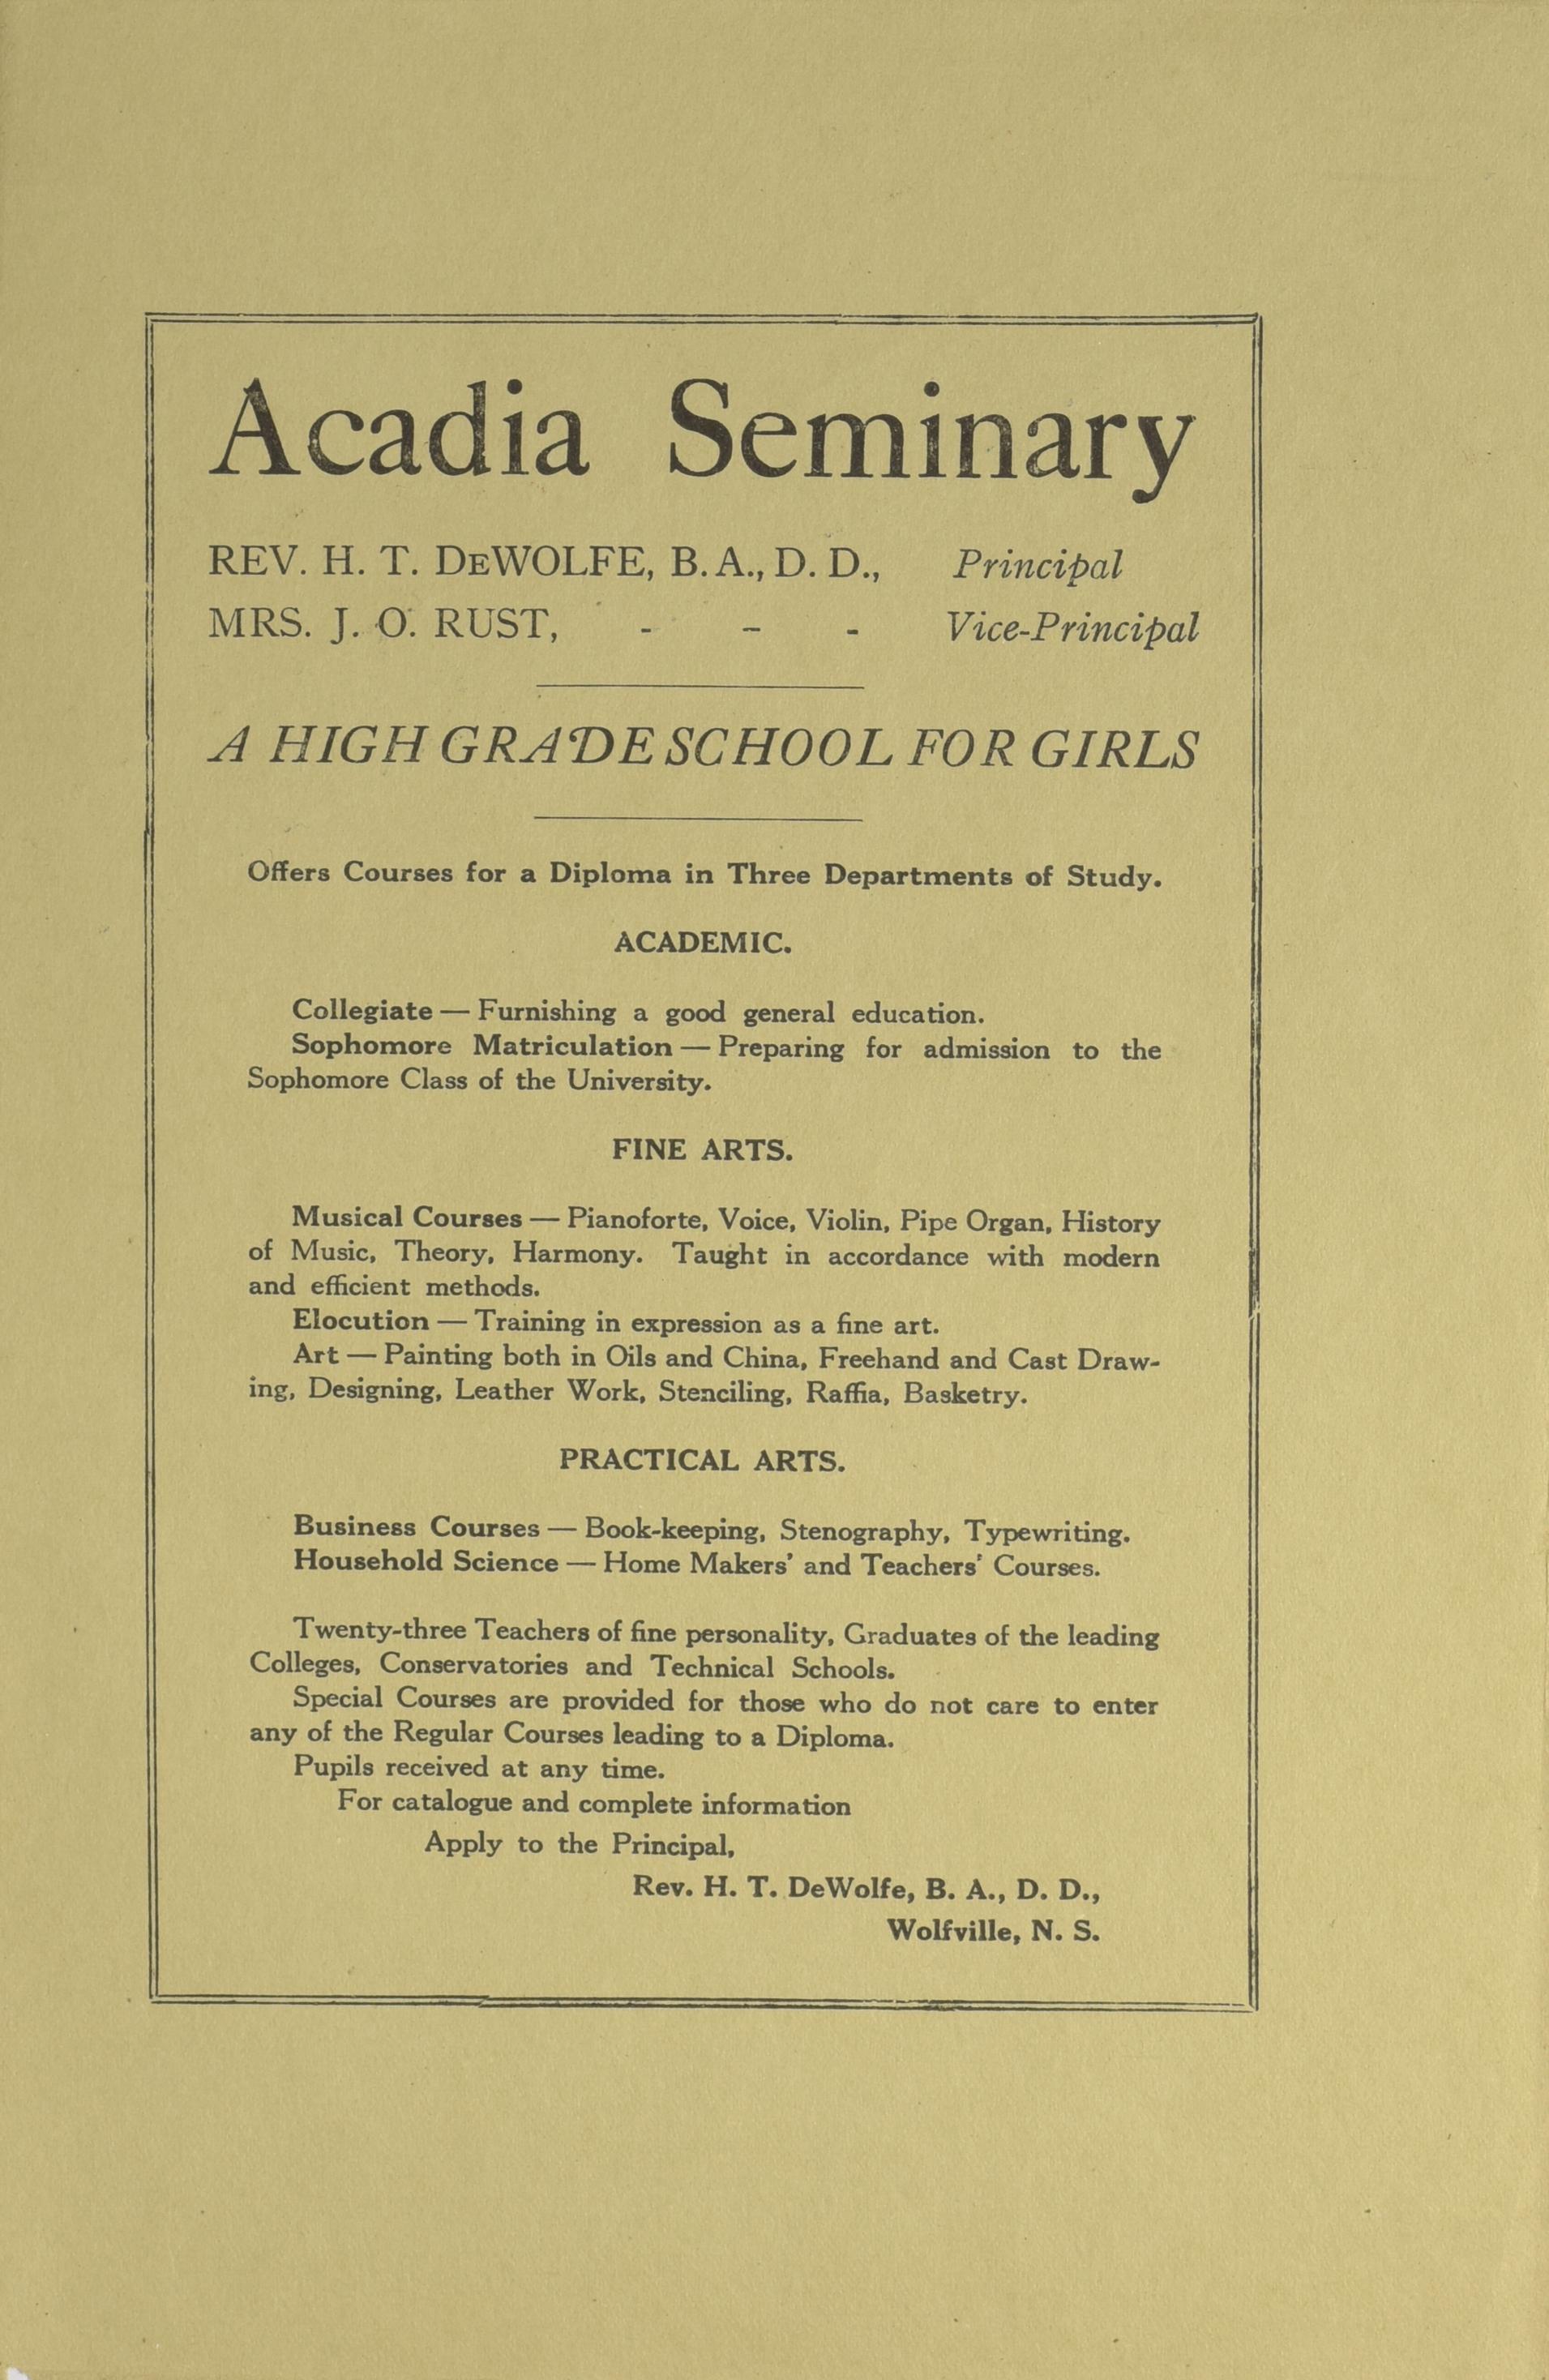 Acadia Seminary
REV. H. T. DEWOLFE, B. A., D. D., Principal
MRS. J. O. RUST, - - - Vice-Principal
A HIGH GRADE SCHOOL FOR GIRLS
Offers Courses for a Diploma in Three Departments of Study.
ACADEMIC.
Collegiate — Furnishing a good general education.
Sophomore Matriculation — Preparing for admission to the
Sophomore Class of the University.
FINE ARTS.
Musical Courses — Pianoforte, Voice, Violin, Pipe Organ, History
of Music, Theory, Harmony. Taught in accordance with modern
and efficient methods.
Elocution — Training in expression as a fine art.
Art — Painting both in Oils and China, Freehand and Cast Draw-
ing, Designing, Leather Work, Stenciling, Raffia, Basketry.
PRACTICAL ARTS.
Business Courses — Book-keeping, Stenography, Typewriting.
Household Science — Home Makers' and Teachers' Courses.
Twenty-three Teachers of fine personality, Graduates of the leading
Colleges, Conservatories and Technical Schools.
Special Courses are provided for those who do not care to enter
any of the Regular Courses leading to a Diploma.
Pupils received at any time.
For catalogue and complete information
Apply to the Principal,
Rev. H. T. DeWolfe, B. A., D. D.,
Wolfville, N. S.